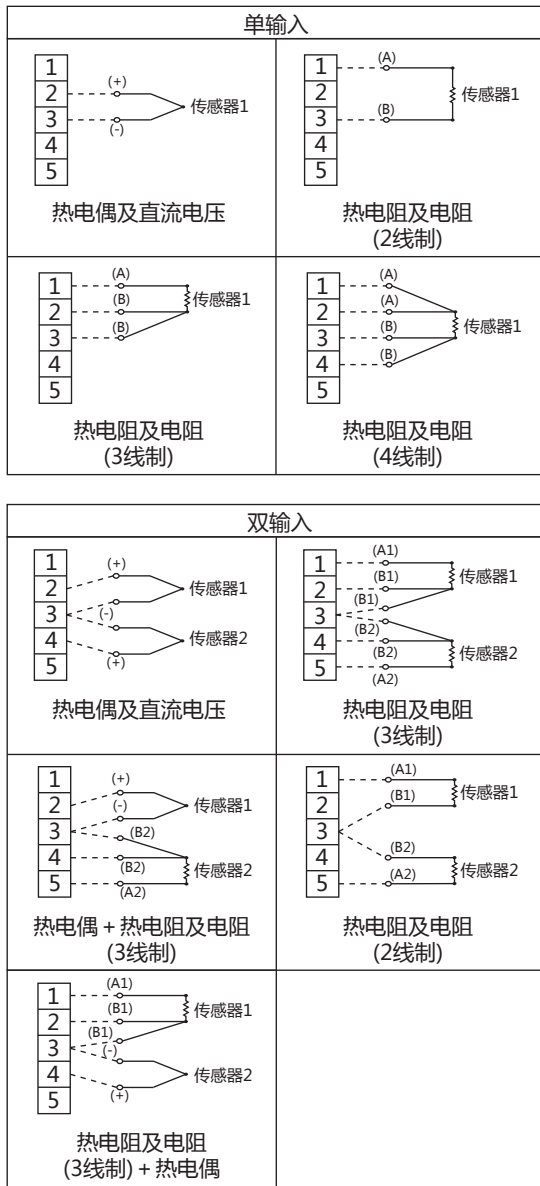 单输入
1
2
3
4
5
(+)
(-)
传感器1
热电偶及直流电压
1
2
3
4
5
(A)
(B)
传感器1
热电阻及电阻
(2线制)
1
2
3
4
5
(A)
(B)
(B)
传感器1
热电阻及电阻
(3线制)
1
2
3
4
5
(A)
(A)
(B)
(B)
传感器1
热电阻及电阻
(4线制)
双输入
1
2
3
4
5
(+)
(-)
(+)
传感器1
传感器2
热电偶及直流电压
1
2
3
4
5
(A1)
(B1)
(B1)
(B2)
(B2)
(A2)
传感器1
传感器2
热电阻及电阻
(3线制)
1
2
3
4
5
(+)
(-)
(B2)
(B2)
(A2)
传感器1
传感器2
热电偶 + 热电阻及电阻
(3线制)
1
2
3
4
5
(A1)
(B1)
(B2)
(A2)
传感器1
传感器2
热电阻及电阻
(2线制)
1
2
3
4
5
(A1)
(B1)
(B1)
(-)
(+)
传感器1
传感器2
热电阻及电阻
(3线制) + 热电偶